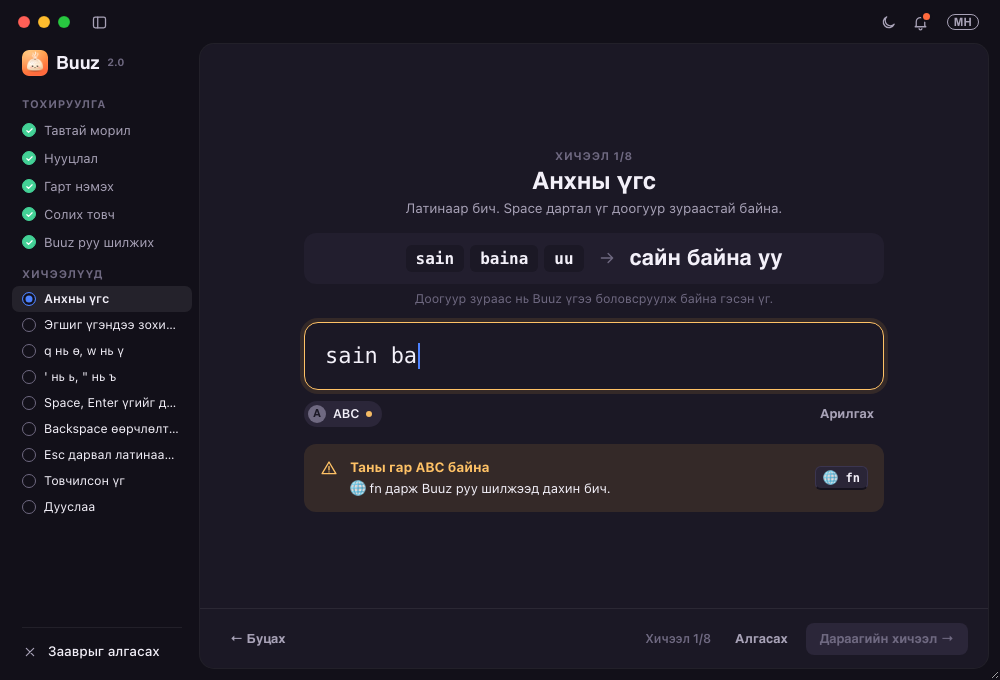 MH
Buuz 2.0
ТОХИРУУЛГА
Тавтай морил
Нууцлал
Гарт нэмэх
Солих товч
Buuz руу шилжих
ХИЧЭЭЛҮҮД
Анхны үгс
Эгшиг үгэндээ зохи...
q нь ө, w нь ү
' нь ь, " нь ъ
Space, Enter үгийг д...
Backspace өөрчлөлт...
Esc дарвал латинаа...
Товчилсон үг
Дууслаа
Зааврыг алгасах
ХИЧЭЭЛ 1/8
Анхны үгс
Латинаар бич. Space дартал үг доогуур зураастай байна.
sain baina uu → сайн байна уу
Доогуур зураас нь Buuz үгээ боловсруулж байна гэсэн үг.
sain ba
A ABC
Арилгах
Таны гар ABC байна
fn дарж Buuz руу шилжээд дахин бич.
fn
← Буцах
Хичээл 1/8
Алгасах
Дараагийн хичээл →